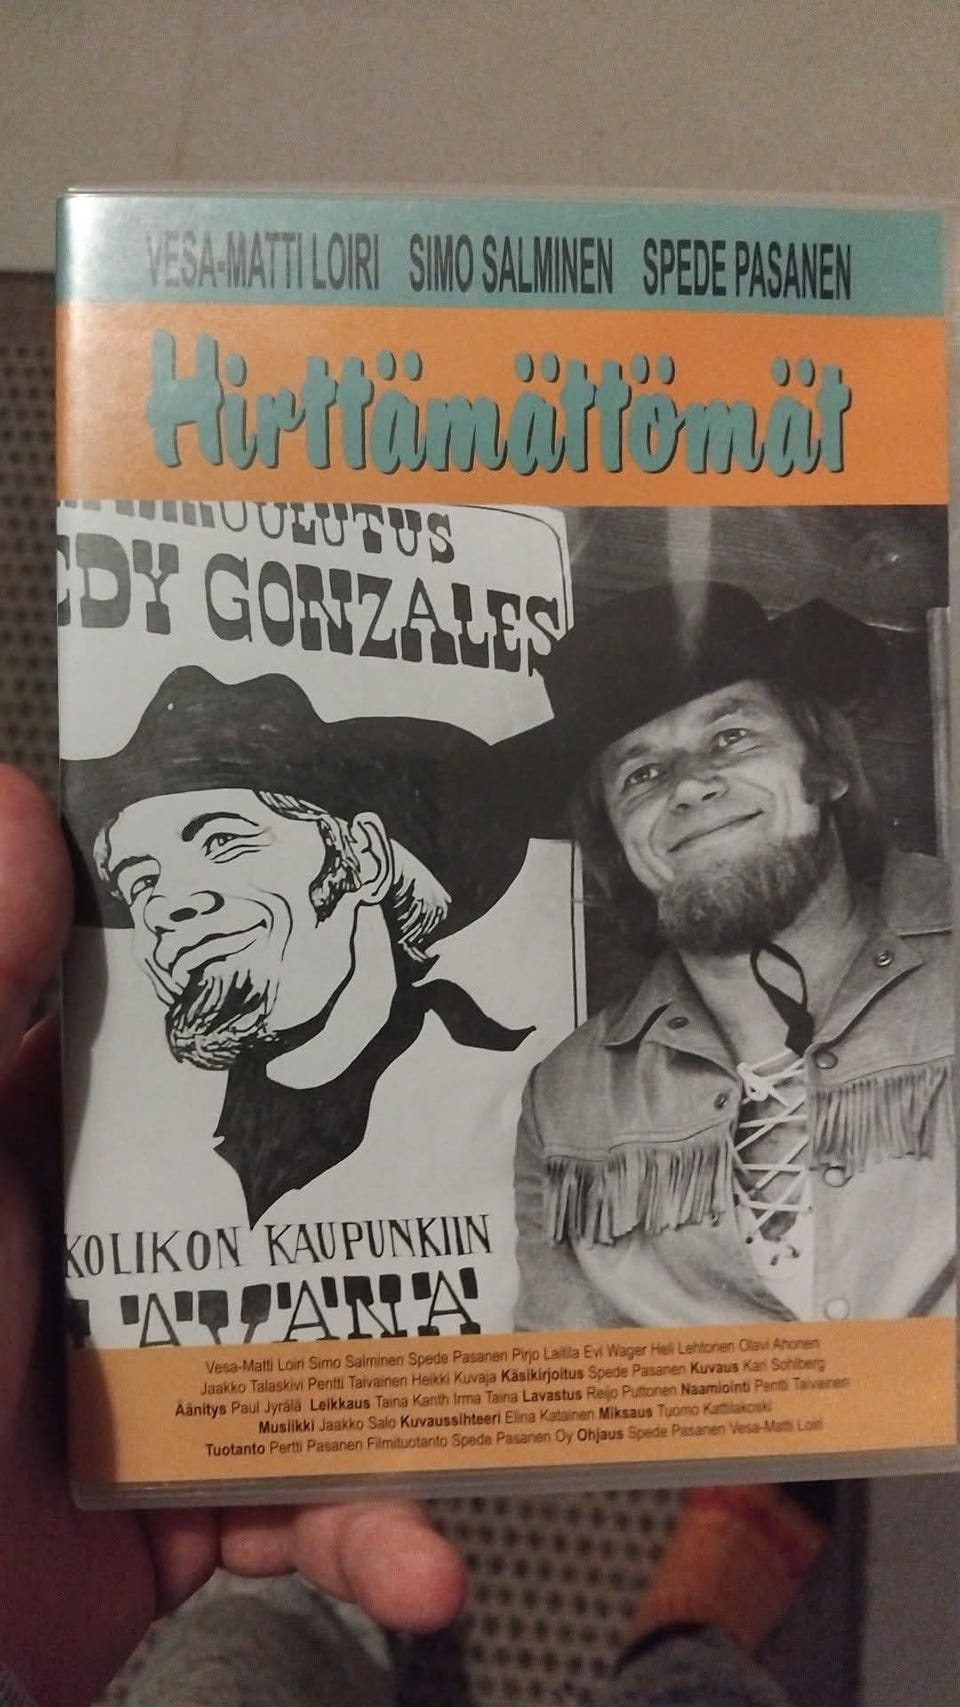 VESA-MATTI LOIRI SIMO SALMINEN SPEDE PASANEN
Hirttämättömät
KUULUTUS
EDY GONZALES
KOLIKON KAUPUNKIIN
LAVANA
Vesa-Matti Loiri Simo Salminen Spede Pasanen Pirjo Laitila Evi Wager Heli Lehtonen Olavi Ahonen
Jaakko Talaskivi Pentti Taivainen Heikki Kuvaja Käsikirjoitus Spede Pasanen Kuvaus Kari Sohlberg
Äänitys Paul Jyrälä Leikkaus Taina Kanth Irma Taina Lavastus Reijo Puttonen Naamiointi Pentti Taivainen
Musiikki Jaakko Salo Kuvaussihteeri Elina Katainen Miksaus Tuomo Kattilakoski
Tuotanto Pertti Pasanen Filmituotanto Spede Pasanen Oy Ohjaus Spede Pasanen Vesa-Matti Loiri